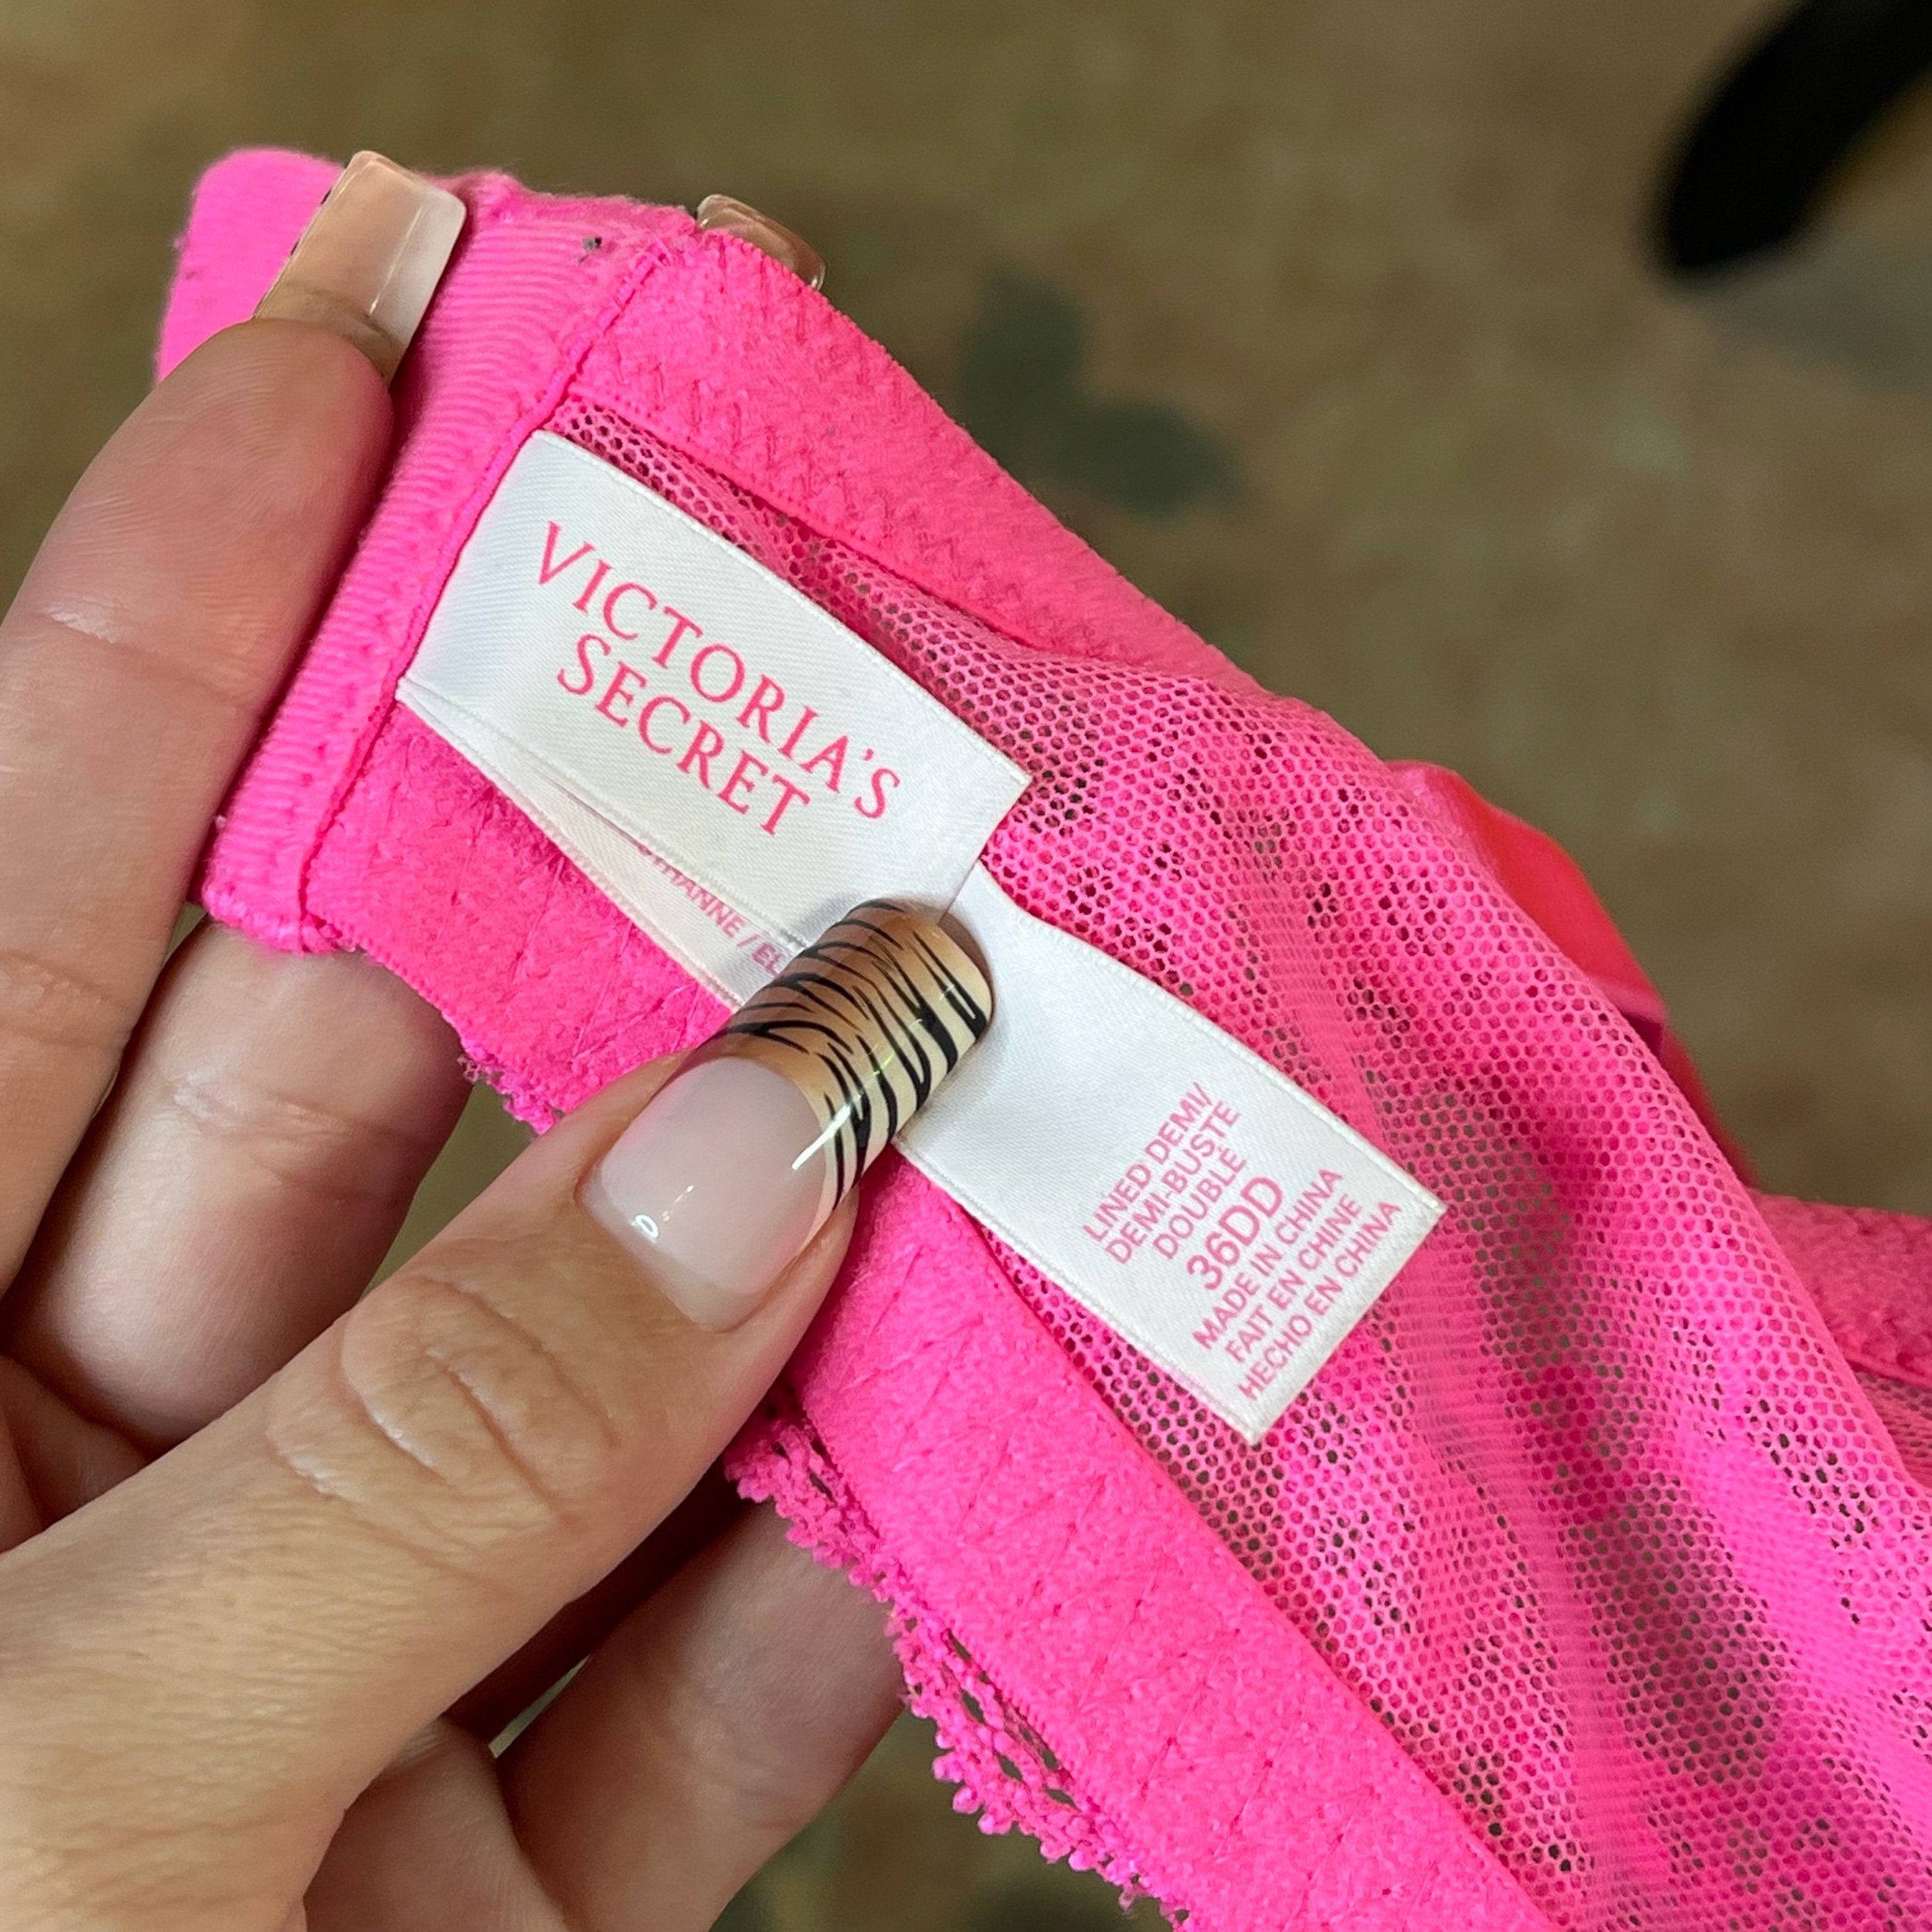 VICTORIA'S
SECRET
LINED DEMI/
DEMI-BUSTE
DOUBLÉ
36DD
MADE IN CHINA
FAIT EN CHINE
HECHO EN CHINA